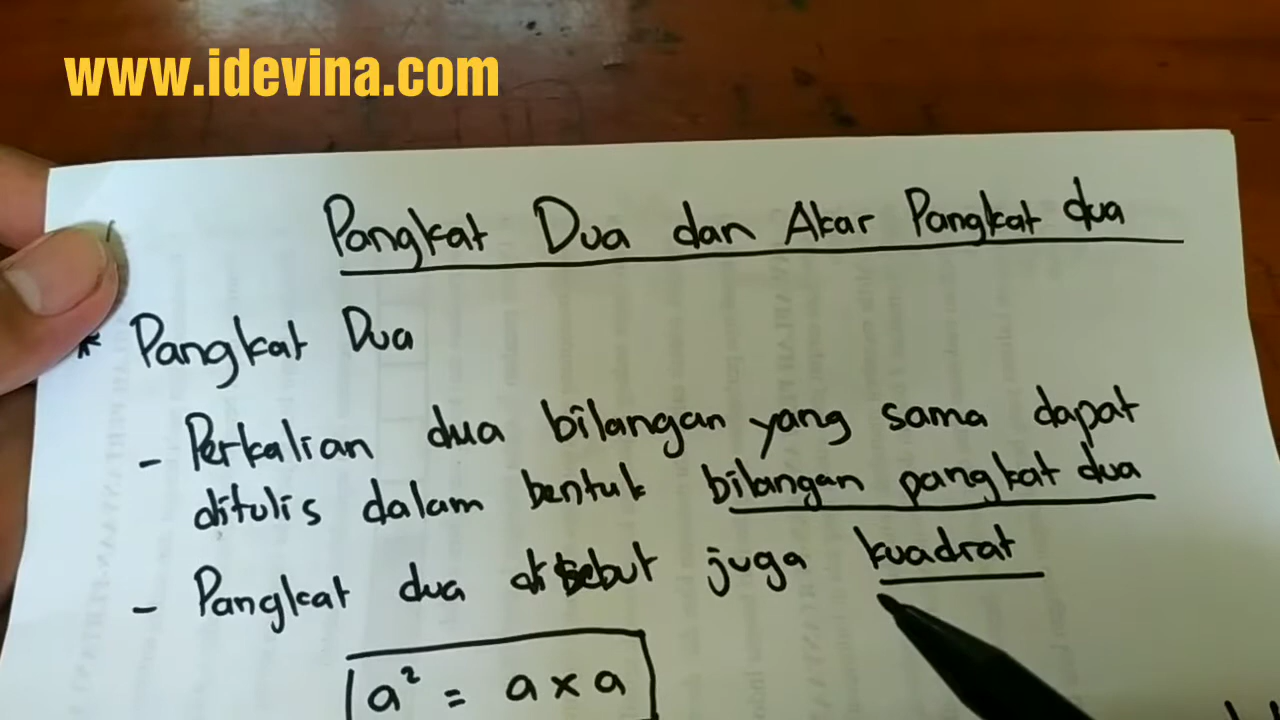 www.idevina.com
Pangkat Dua dan Akar Pangkat dua
* Pangkat Dua
- Perkalian dua bilangan yang sama dapat
ditulis dalam bentuk bilangan pangkat dua
- Pangkat dua disebut juga kuadrat
a² = a x a